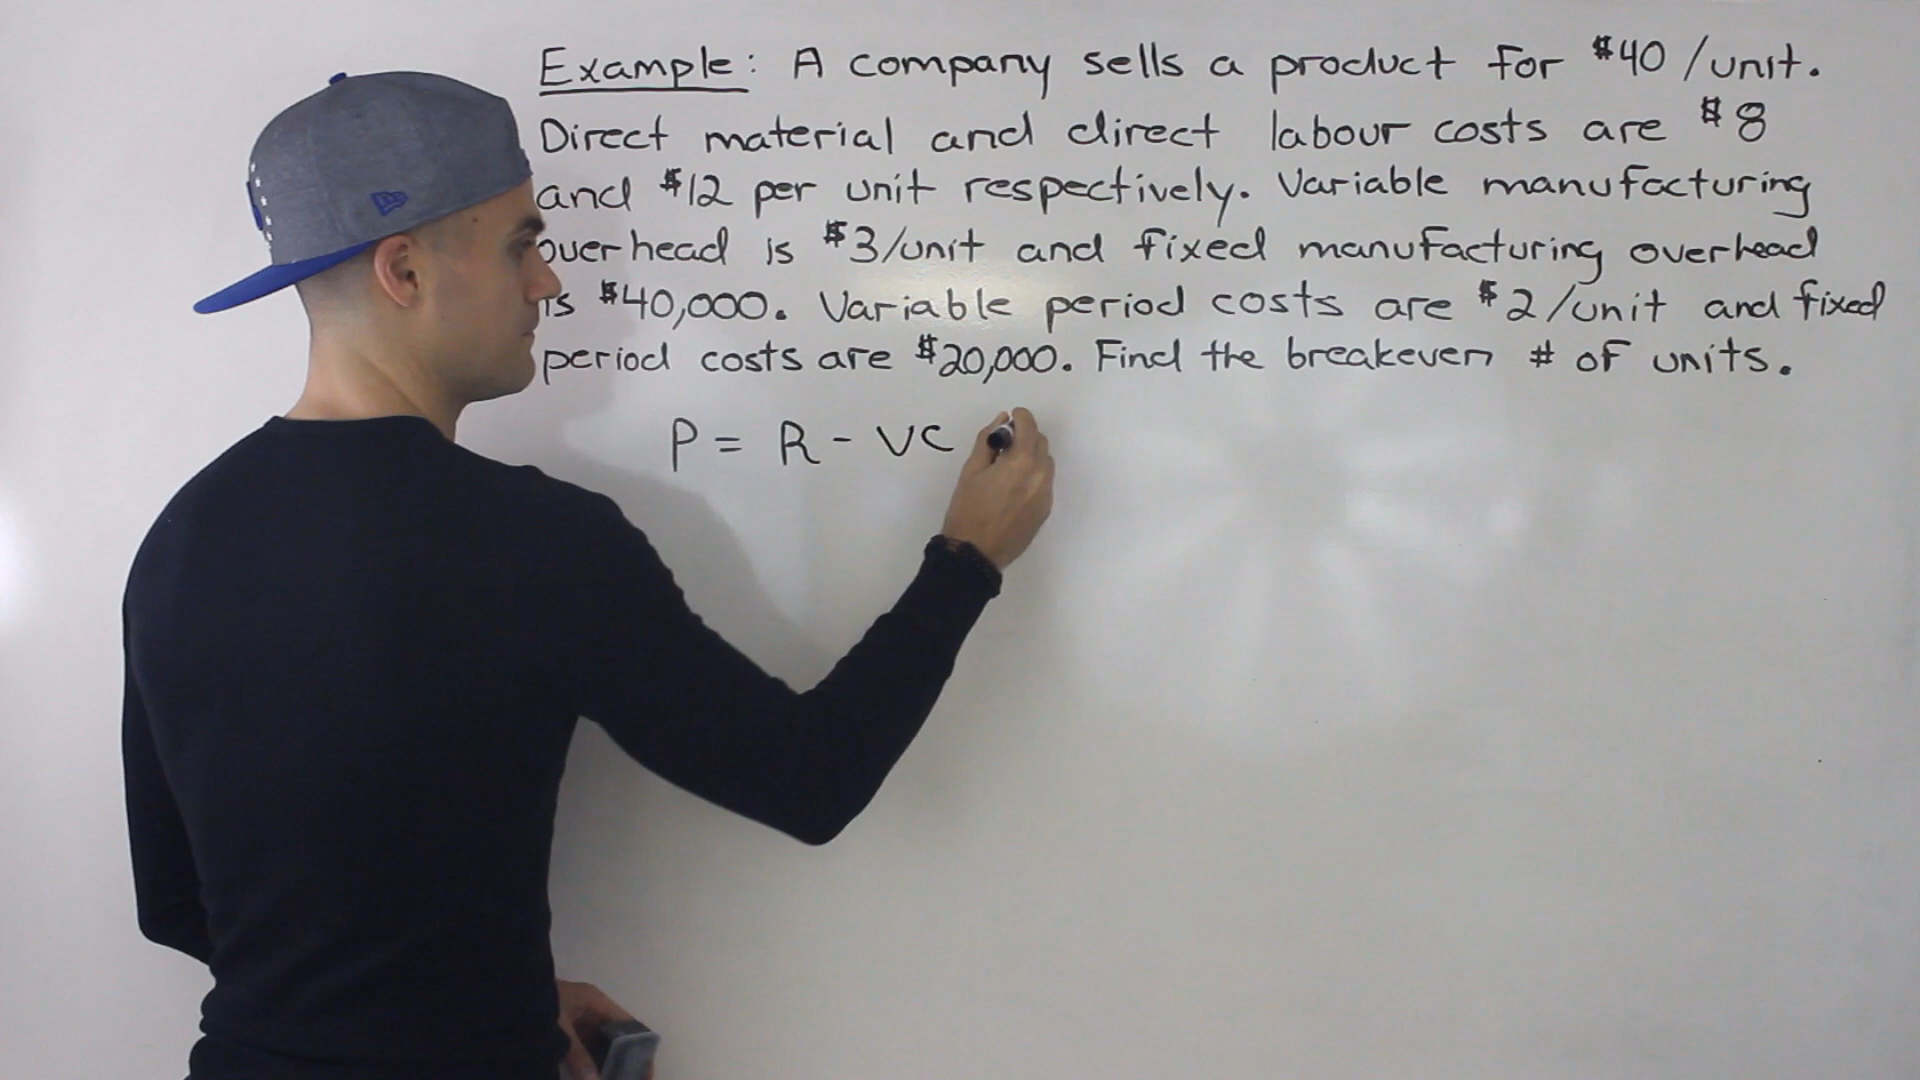 Example: A company sells a product for $40/unit.
Direct material and direct labour costs are $8
and $12 per unit respectively. Variable manufacturing
overhead is $3/unit and fixed manufacturing overhead
is $40,000. Variable period costs are $2/unit and fixed
period costs are $20,000. Find the breakeven # of units.
P = R - VC